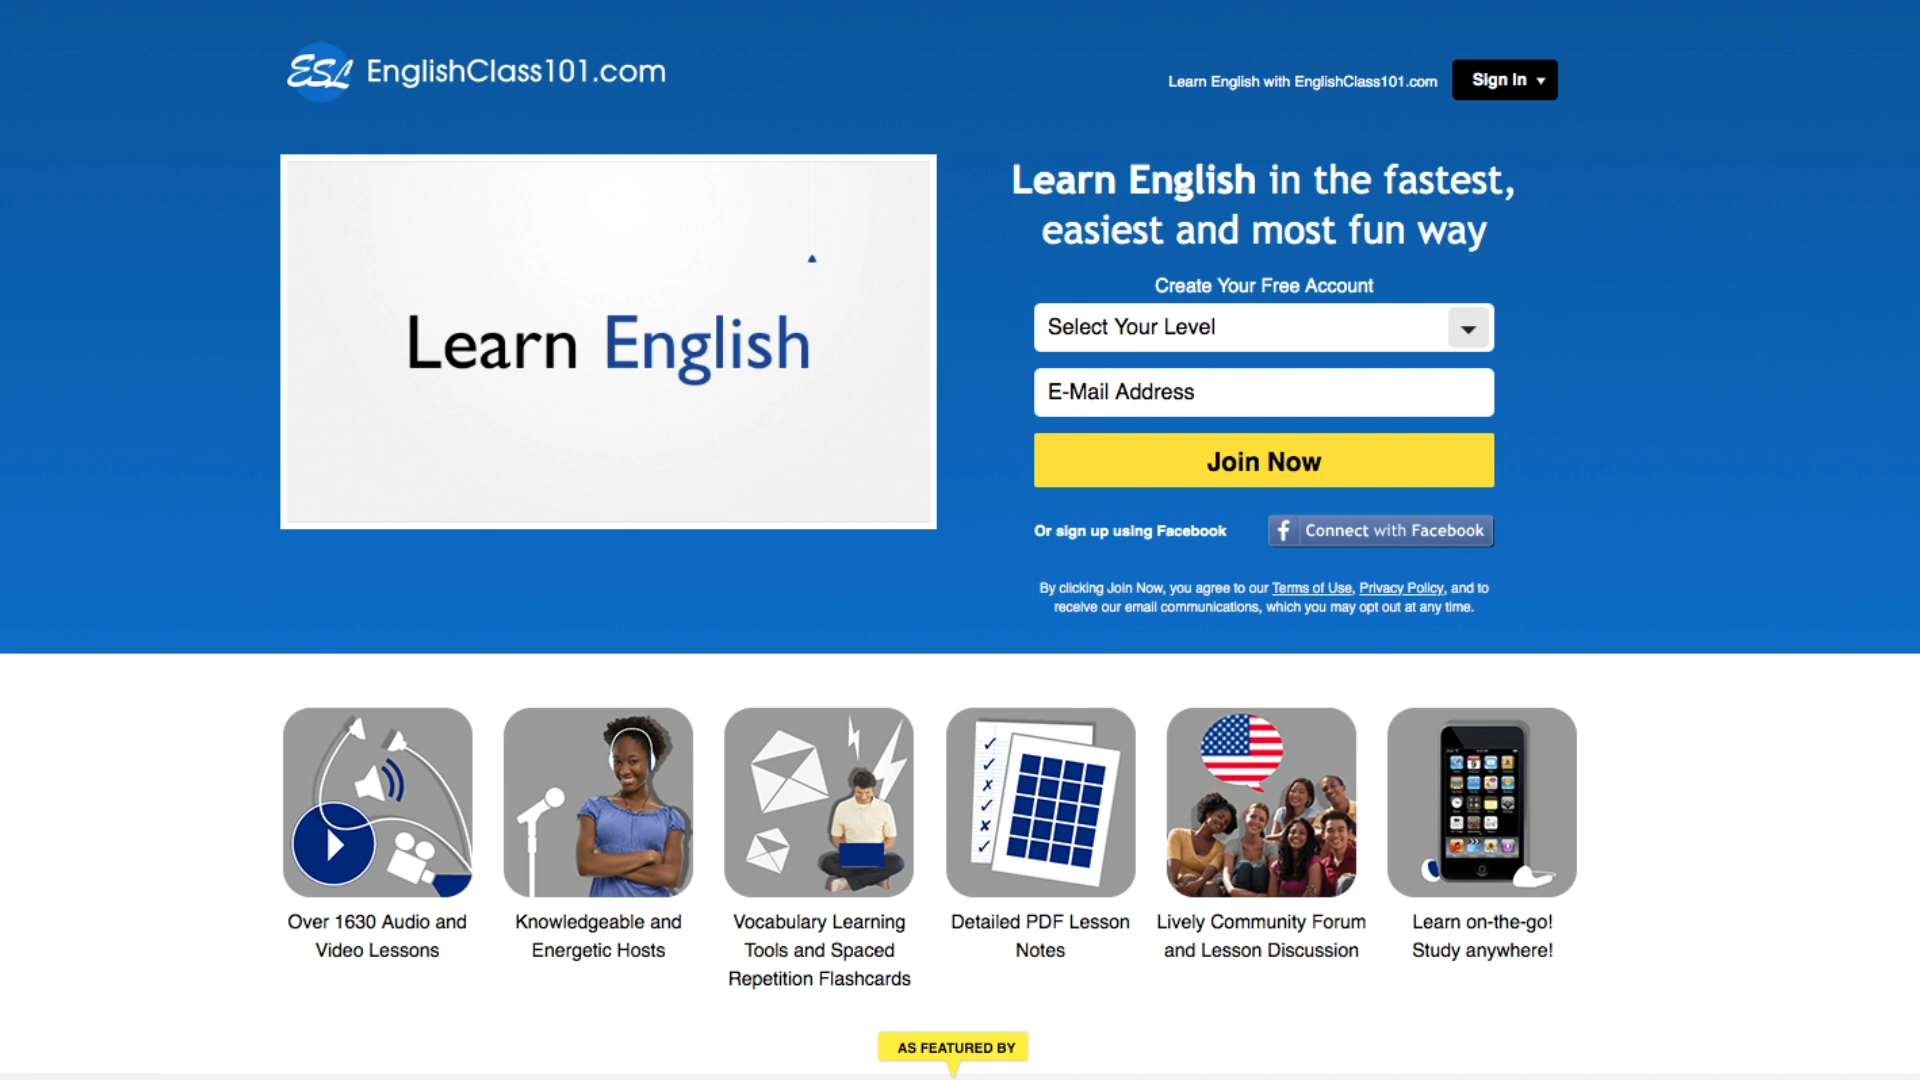 ESL EnglishClass101.com
Learn English with EnglishClass101.com
Sign In
Learn English
Learn English in the fastest,
easiest and most fun way
Create Your Free Account
Select Your Level
E-Mail Address
Join Now
Or sign up using Facebook
f Connect with Facebook
By clicking Join Now, you agree to our Terms of Use, Privacy Policy, and to
receive our email communications, which you may opt out at any time.
Over 1630 Audio and
Video Lessons
Knowledgeable and
Energetic Hosts
Vocabulary Learning
Tools and Spaced
Repetition Flashcards
Detailed PDF Lesson
Notes
Lively Community Forum
and Lesson Discussion
Learn on-the-go!
Study anywhere!
AS FEATURED BY